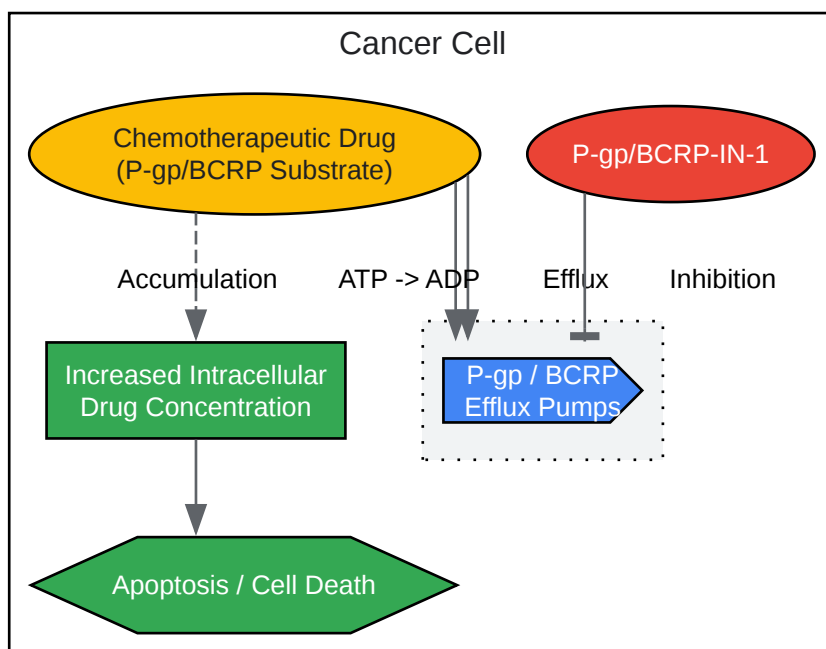 Cancer Cell
Chemotherapeutic Drug
(P-gp/BCRP Substrate)
P-gp/BCRP-IN-1
Accumulation
ATP -> ADP
Efflux
Inhibition
Increased Intracellular
Drug Concentration
P-gp / BCRP
Efflux Pumps
Apoptosis / Cell Death